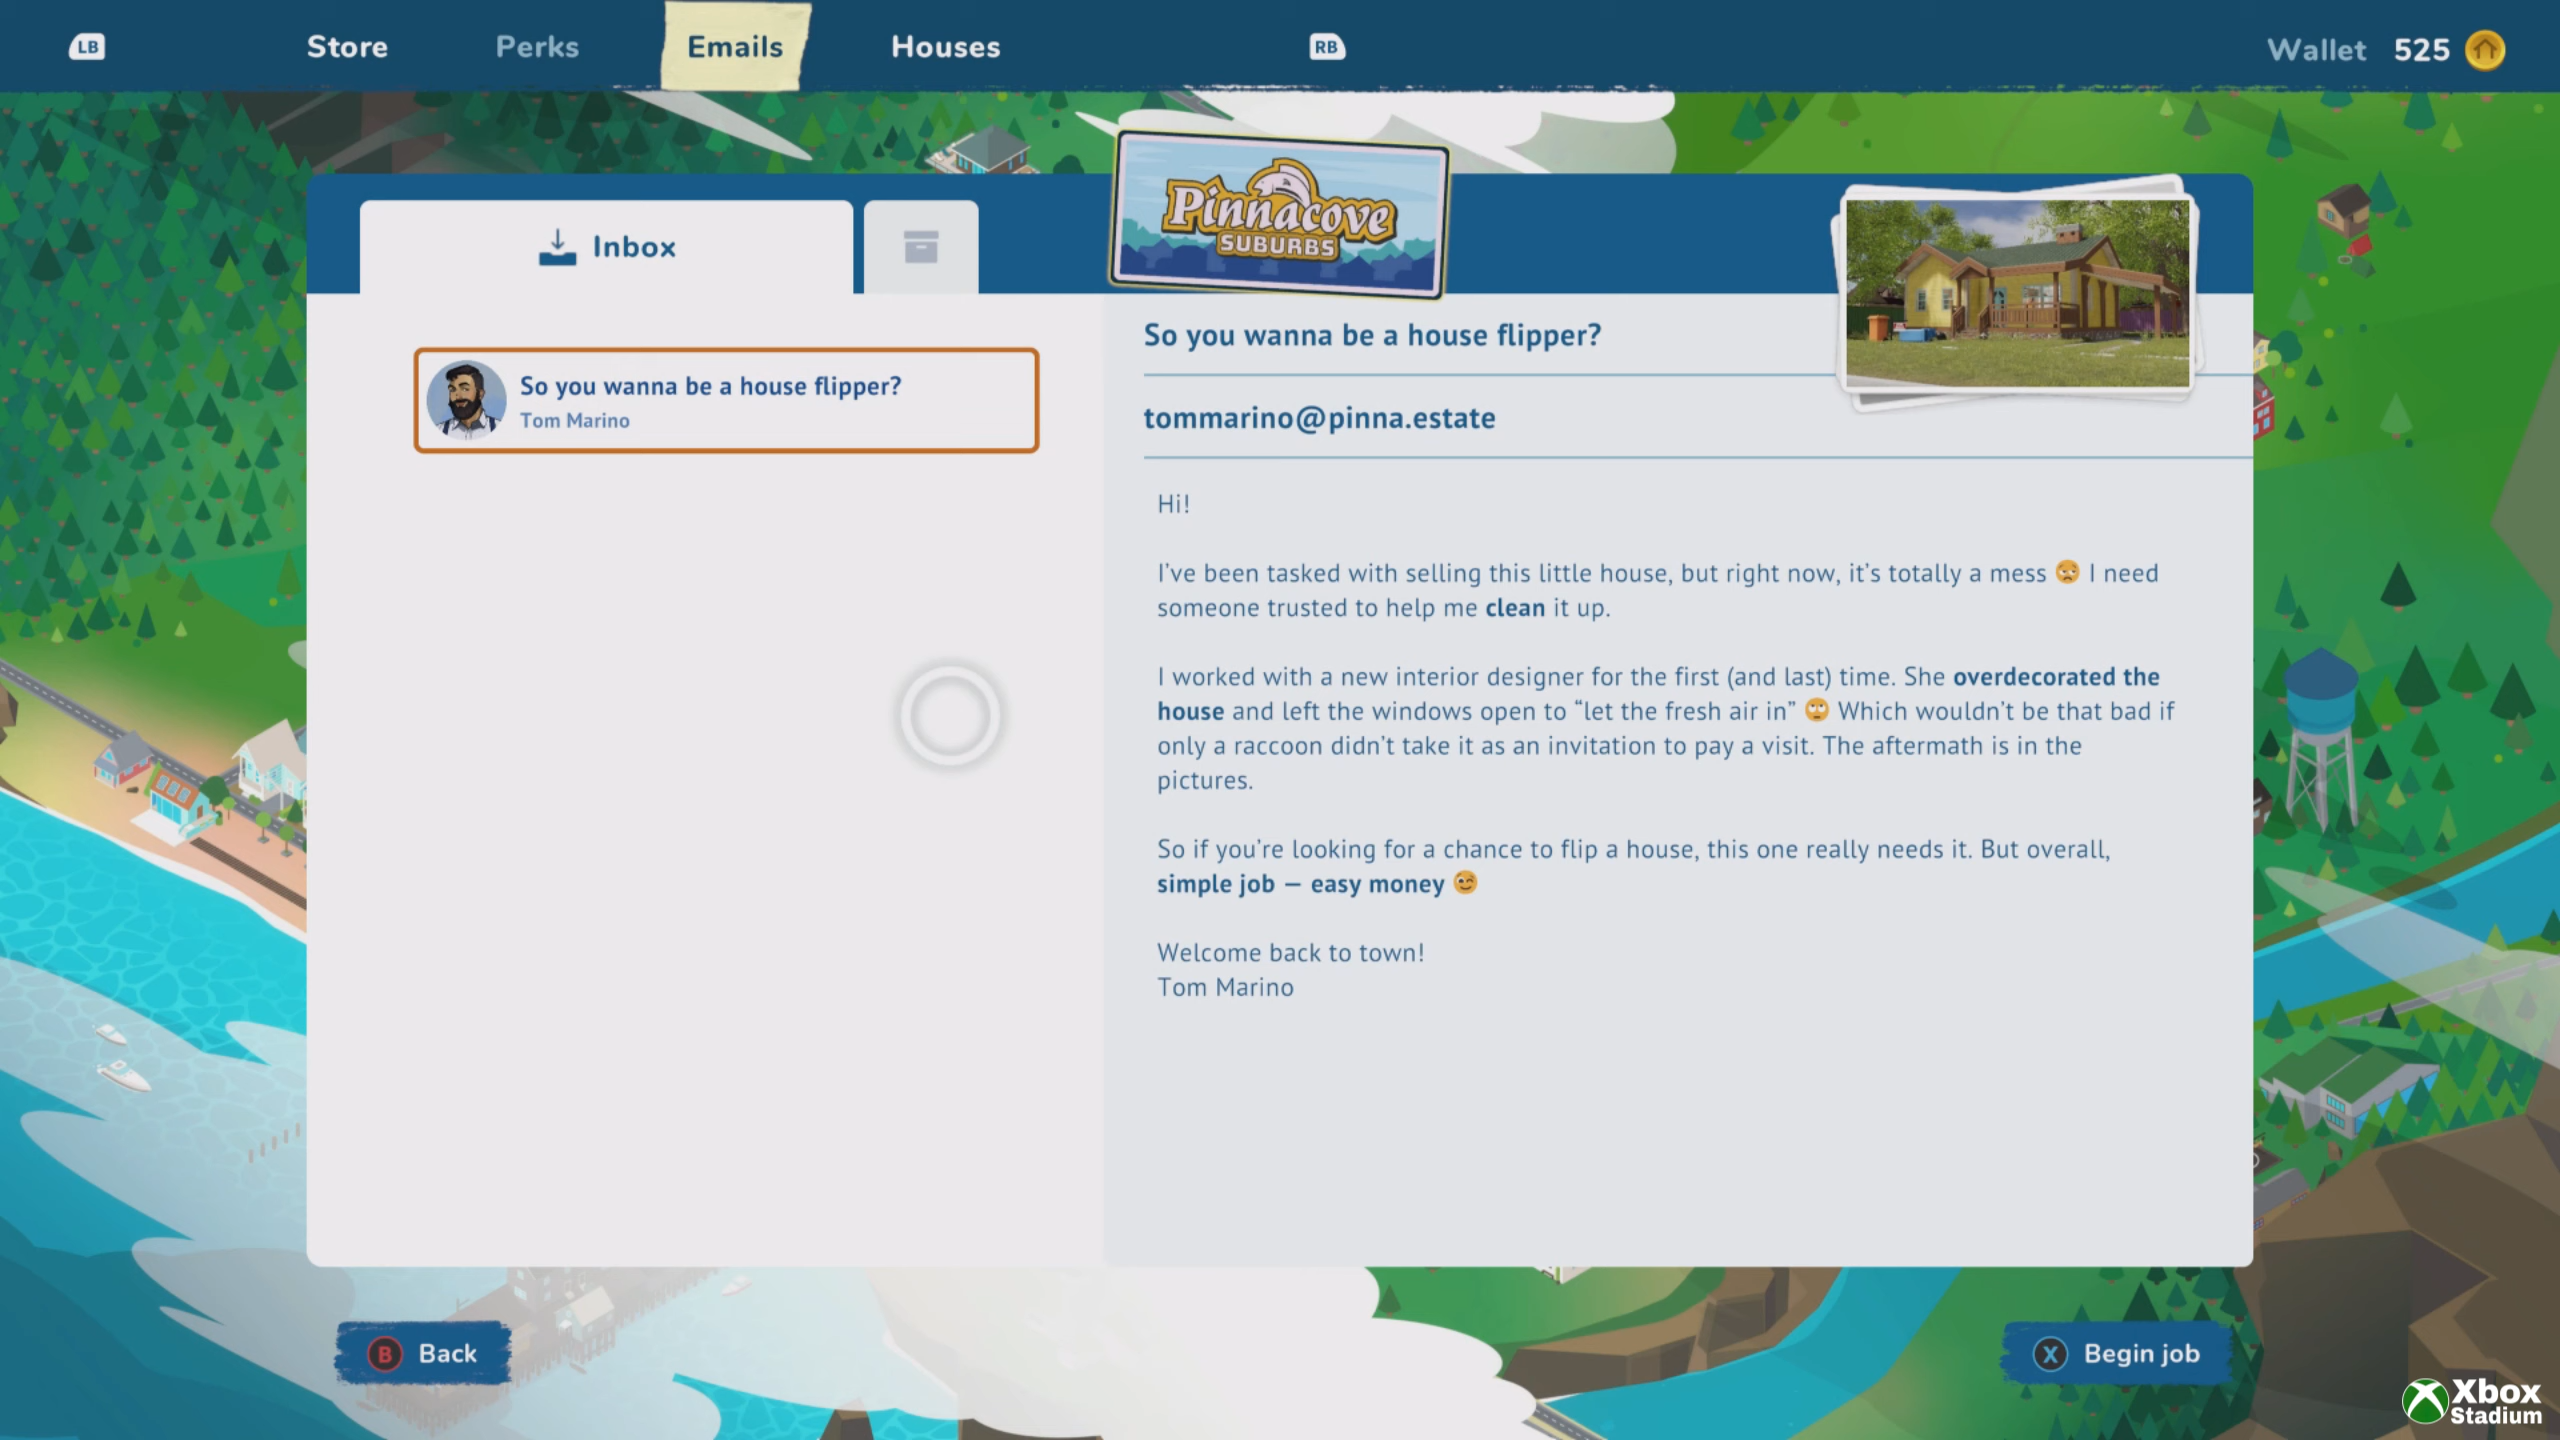 LB
Store
Perks
Emails
Houses
RB
Wallet 525
Inbox
Pinnacove
SUBURBS
So you wanna be a house flipper?
Tom Marino
So you wanna be a house flipper?
tommarino@pinna.estate
Hi!
I've been tasked with selling this little house, but right now, it's totally a mess 😞 I need
someone trusted to help me clean it up.
I worked with a new interior designer for the first (and last) time. She overdecorated the
house and left the windows open to “let the fresh air in” 🙄 Which wouldn't be that bad if
only a raccoon didn't take it as an invitation to pay a visit. The aftermath is in the
pictures.
So if you're looking for a chance to flip a house, this one really needs it. But overall,
simple job — easy money 😉
Welcome back to town!
Tom Marino
B Back
X Begin job
Xbox
Stadium